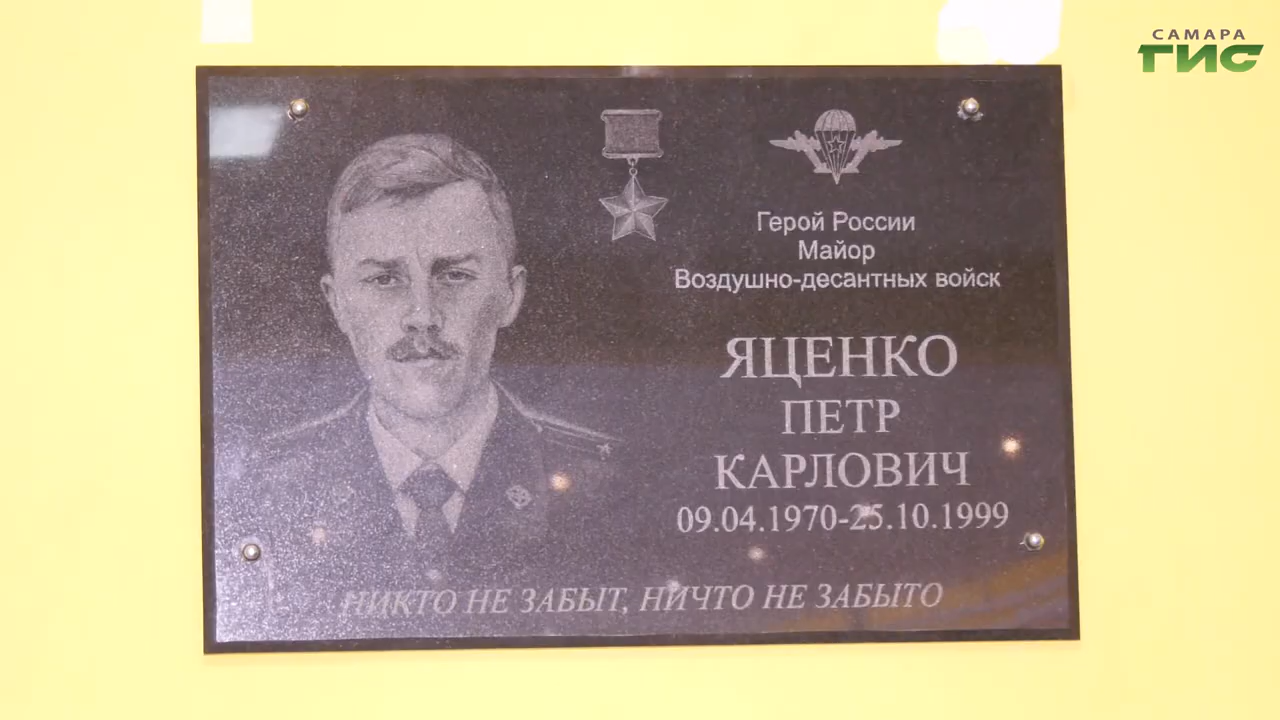 САМАРА
ГИС
Герой России
Майор
Воздушно-десантных войск
ЯЦЕНКО
ПЕТР
КАРЛОВИЧ
09.04.1970-25.10.1999
НИКТО НЕ ЗАБЫТ, НИЧТО НЕ ЗАБЫТО